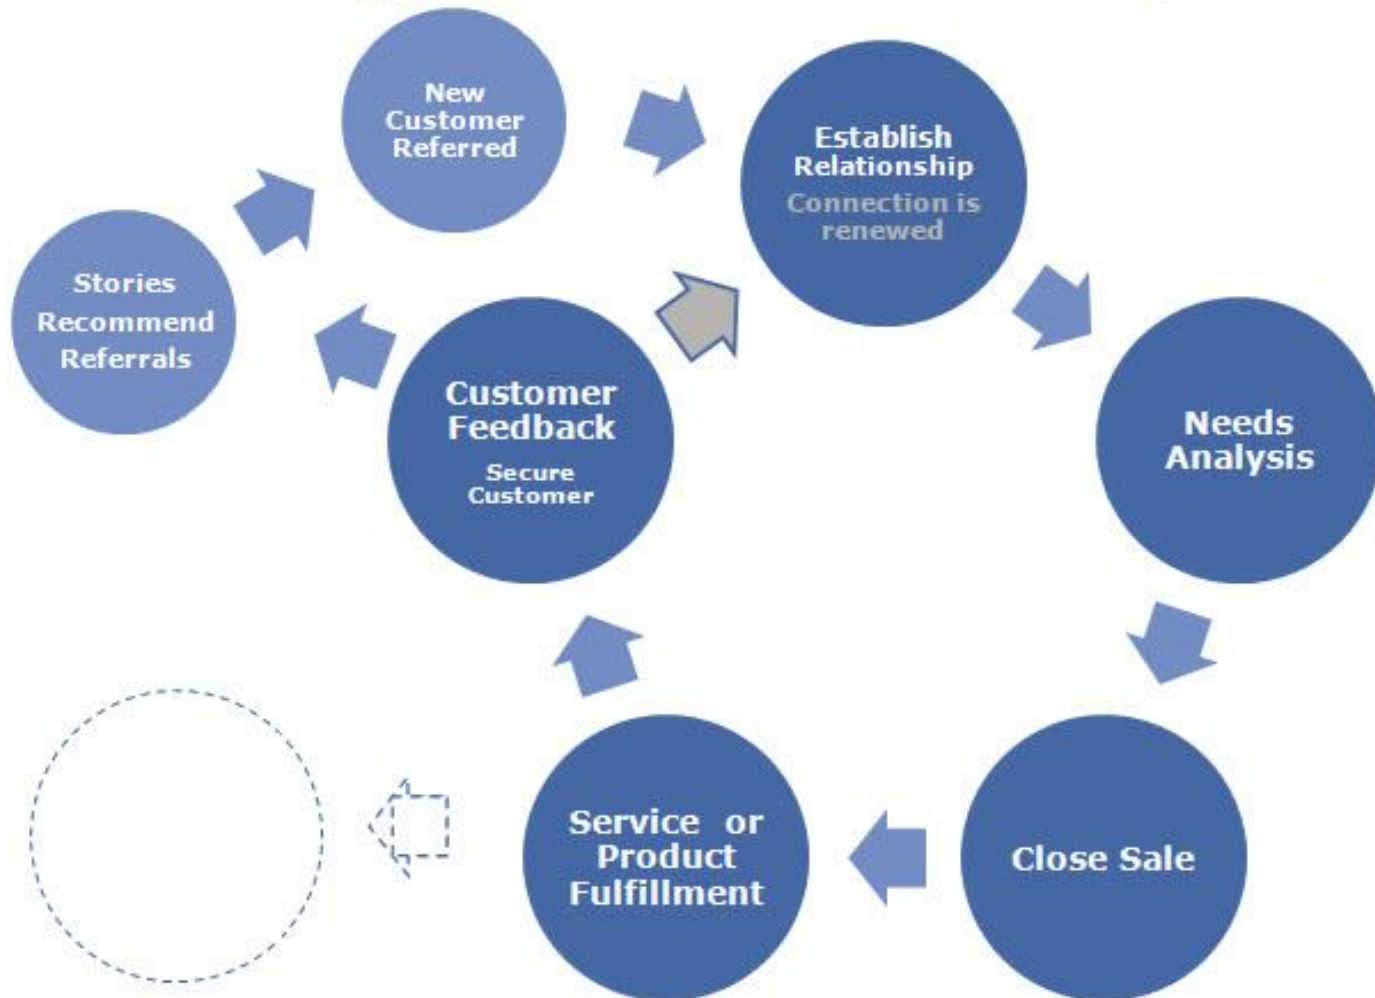 New
Customer
Referred
Establish
Relationship
Connection is
renewed
Stories
Recommend
Referrals
Customer
Feedback
Secure
Customer
Needs
Analysis
Service or
Product
Fulfillment
Close Sale